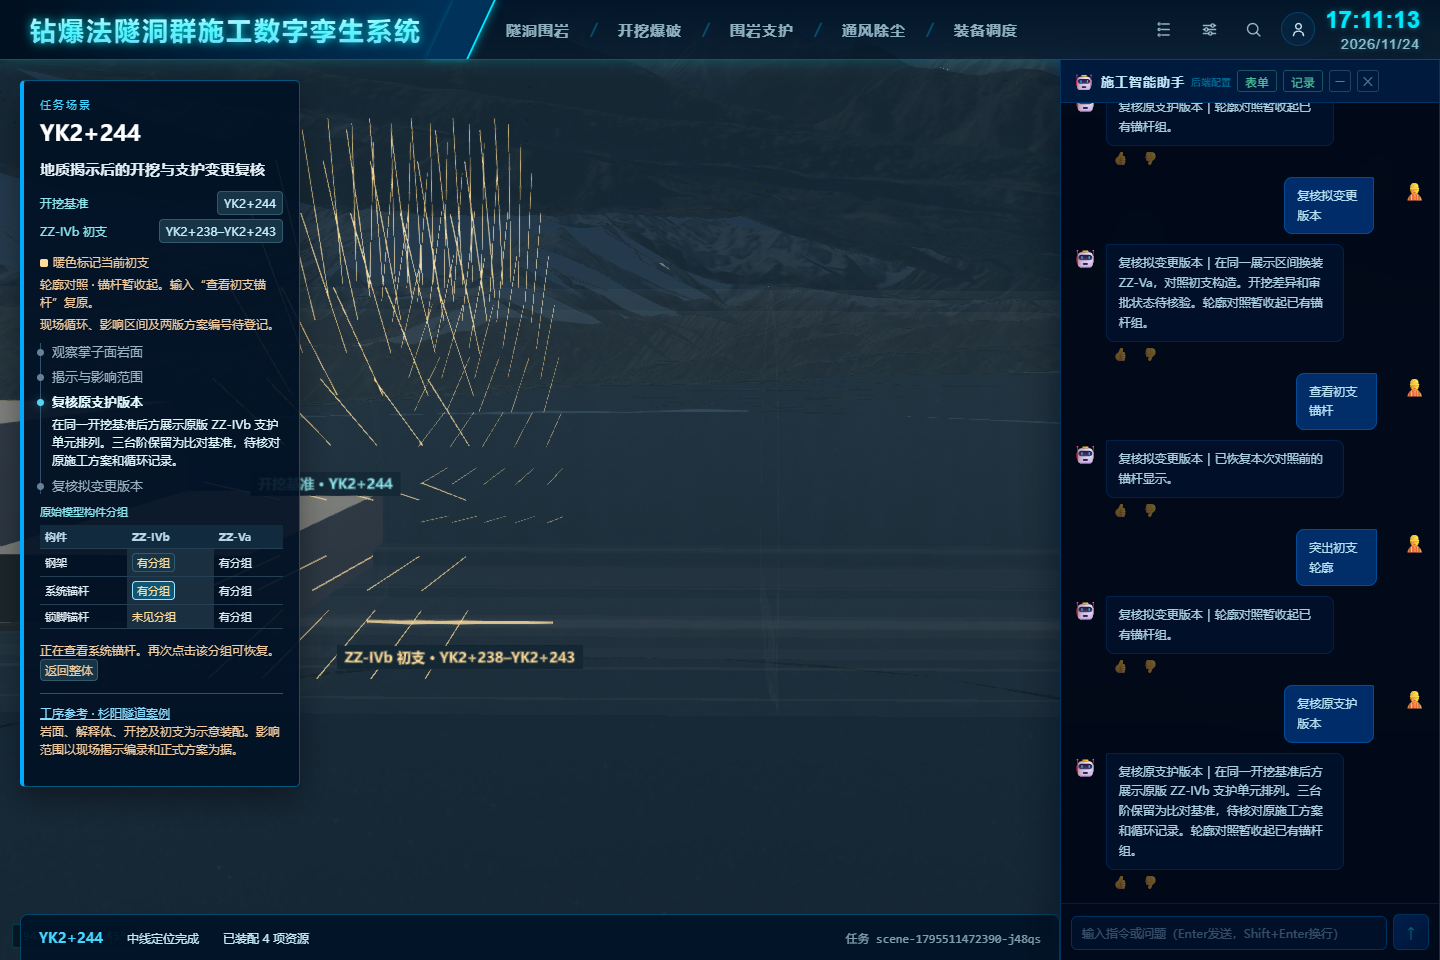 钻爆法隧洞群施工数字孪生系统
隧洞围岩 / 开挖爆破 / 围岩支护 / 通风除尘 / 装备调度
17:11:13
2026/11/24
任务场景
YK2+244
地质揭示后的开挖与支护变更复核
开挖基准 YK2+244
ZZ-IVb 初支 YK2+238—YK2+243
暖色标记当前初支
轮廓对照 · 锚杆暂收起。输入“查看初支锚
杆”复原。
现场循环、影响区间及两版方案编号待登记。
观察掌子面岩面
揭示与影响范围
复核原支护版本
在同一开挖基准后方展示原版 ZZ-IVb 支护
单元排列。三台阶保留为比对基准，待核对
原施工方案和循环记录。
复核拟变更版本
原始模型构件分组
构件 ZZ-IVb ZZ-Va
钢架 有分组 有分组
系统锚杆 有分组 有分组
锁脚锚杆 未见分组 有分组
正在查看系统锚杆。再次点击该分组可恢复。
返回整体
工序参考 · 杉阳隧道案例
岩面、解释体、开挖及初支为示意装配。影响
范围以现场揭示编录和正式方案为据。
开挖基准 • YK2+244
ZZ-IVb 初支 • YK2+238—YK2+243
YK2+244 中线定位完成 已装配 4 项资源
任务 scene-1795511472390-j48qs
施工智能助手 后端配置 表单 记录
复核原支护版本 | 轮廓对照暂收起已
有锚杆组。
复核拟变更
版本
复核拟变更版本 | 在同一展示区间换装
ZZ-Va，对照初支构造。开挖差异和审
批状态待核验。轮廓对照暂收起已有锚
杆组。
查看初支
锚杆
复核拟变更版本 | 已恢复本次对照前的
锚杆显示。
突出初支
轮廓
复核拟变更版本 | 轮廓对照暂收起已
有锚杆组。
复核原支护
版本
复核原支护版本 | 在同一开挖基准后方
展示原版 ZZ-IVb 支护单元排列。三台
阶保留为比对基准，待核对原施工方案
和循环记录。轮廓对照暂收起已有锚杆
组。
输入指令或问题（Enter发送，Shift+Enter换行）